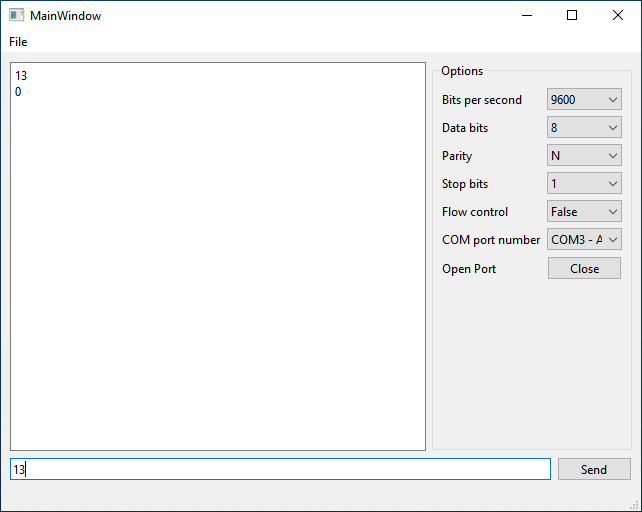 MainWindow
File
13
0
Options
Bits per second 9600
Data bits 8
Parity N
Stop bits 1
Flow control False
COM port number COM3 - A
Open Port Close
13 Send